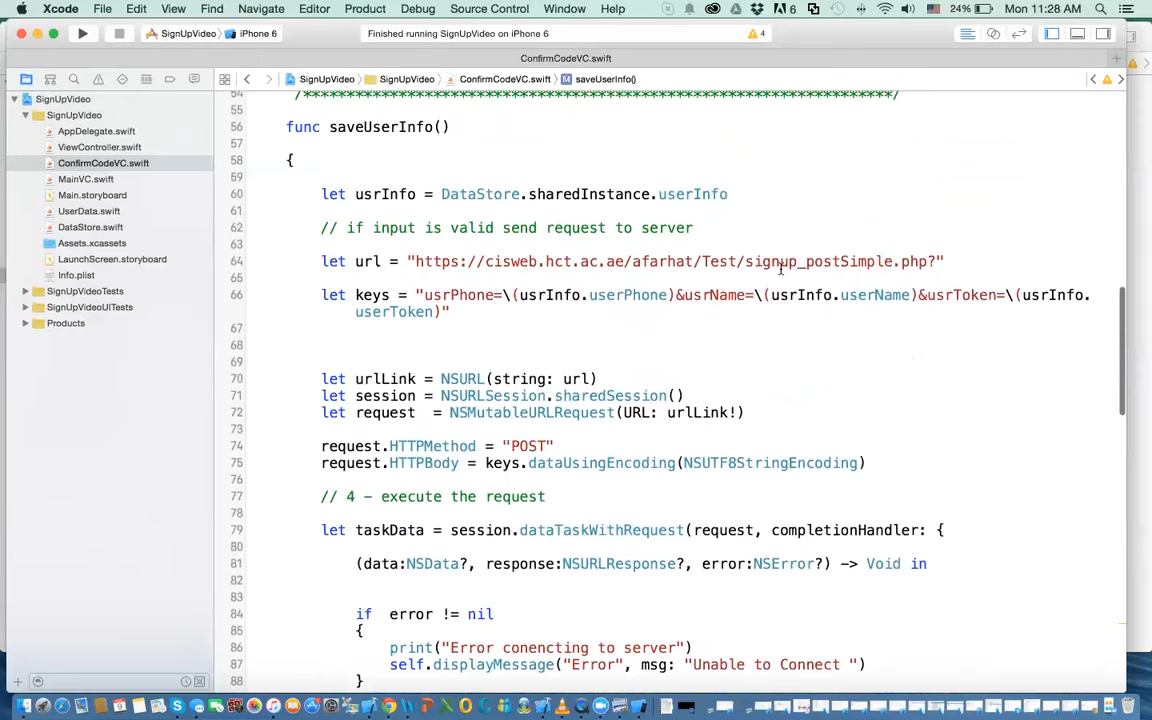 Xcode File Edit View Find Navigate Editor Product Debug Source Control Window Help 6 24% Mon 11:28 AM
SignUpVideo iPhone 6 Finished running SignUpVideo on iPhone 6 4
ConfirmCodeVC.swift
SignUpVideo SignUpVideo ConfirmCodeVC.swift M saveUserInfo()
SignUpVideo
SignUpVideo
AppDelegate.swift
ViewController.swift
ConfirmCodeVC.swift
MainVC.swift
Main.storyboard
UserData.swift
DataStore.swift
Assets.xcassets
LaunchScreen.storyboard
Info.plist
SignUpVideoTests
SignUpVideoUITests
Products
54 /*********************************************************************/
55
56 func saveUserInfo()
57
58 {
59
60 let usrInfo = DataStore.sharedInstance.userInfo
61
62 // if input is valid send request to server
63
64 let url = "https://cisweb.hct.ac.ae/afarhat/Test/signup_postSimple.php?"
65
66 let keys = "usrPhone=\(usrInfo.userPhone)&usrName=\(usrInfo.userName)&usrToken=\(usrInfo.
userToken)"
67
68
69
70 let urlLink = NSURL(string: url)
71 let session = NSURLSession.sharedSession()
72 let request  = NSMutableURLRequest(URL: urlLink!)
73
74 request.HTTPMethod = "POST"
75 request.HTTPBody = keys.dataUsingEncoding(NSUTF8StringEncoding)
76
77 // 4 - execute the request
78
79 let taskData = session.dataTaskWithRequest(request, completionHandler: {
80
81 (data:NSData?, response:NSURLResponse?, error:NSError?) -> Void in
82
83
84 if  error != nil
85 {
86 print("Error conencting to server")
87 self.displayMessage("Error", msg: "Unable to Connect ")
88 }